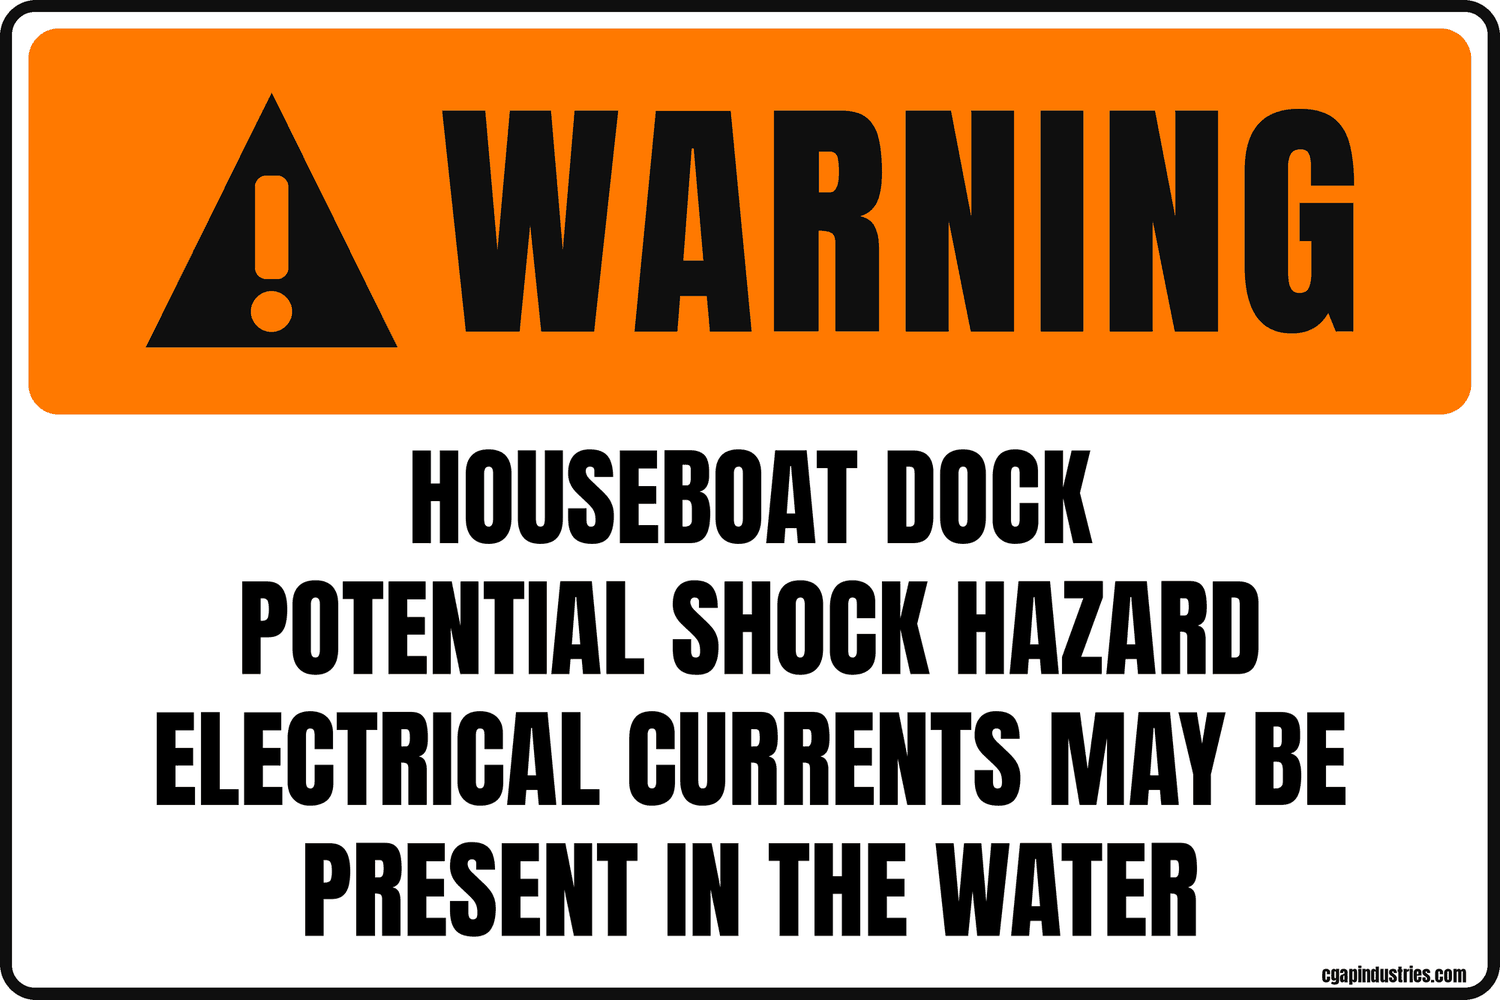 WARNING
HOUSEBOAT DOCK
POTENTIAL SHOCK HAZARD
ELECTRICAL CURRENTS MAY BE
PRESENT IN THE WATER
cgapindustries.com